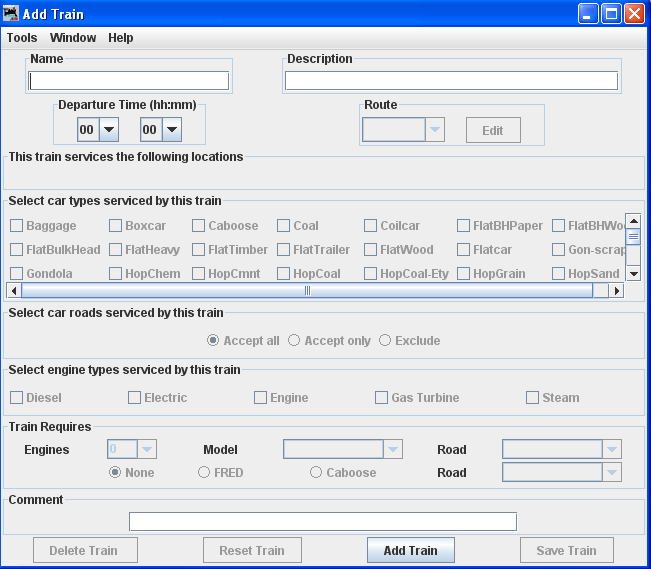 Add Train
Tools Window Help
Name Description
Departure Time (hh:mm) Route
00 00 Edit
This train services the following locations
Select car types serviced by this train
Baggage Boxcar Caboose Coal Coilcar FlatBHPaper FlatBHWoo
FlatBulkHead FlatHeavy FlatTimber FlatTrailer FlatWood Flatcar Gon-scrap
Gondola HopChem HopCmnt HopCoal HopCoal-Ety HopGrain HopSand
Select car roads serviced by this train
Accept all Accept only Exclude
Select engine types serviced by this train
Diesel Electric Engine Gas Turbine Steam
Train Requires
Engines 0 Model Road
None FRED Caboose Road
Comment
Delete Train Reset Train Add Train Save Train